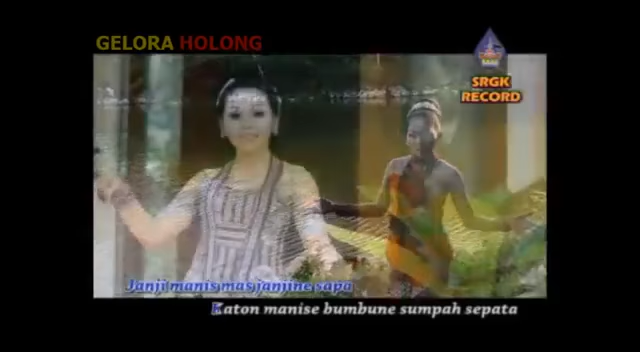 GELORA HOLONG
SRGK
RECORD
Janji manis mas janjine sapa
Katon manise bumbune sumpah sepata